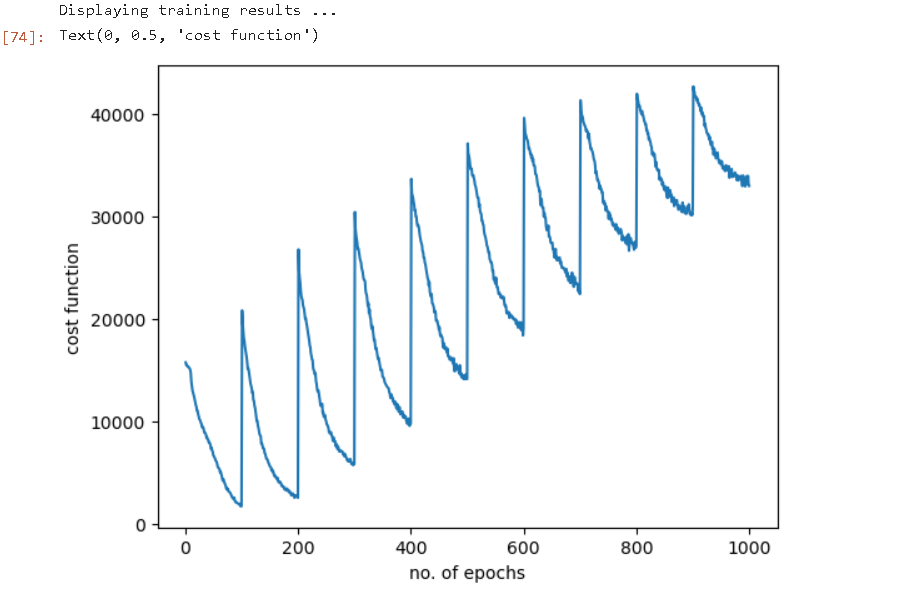 Displaying training results ...
[74]: Text(0, 0.5, 'cost function')
40000
30000
20000
10000
0
cost function
0 200 400 600 800 1000
no. of epochs